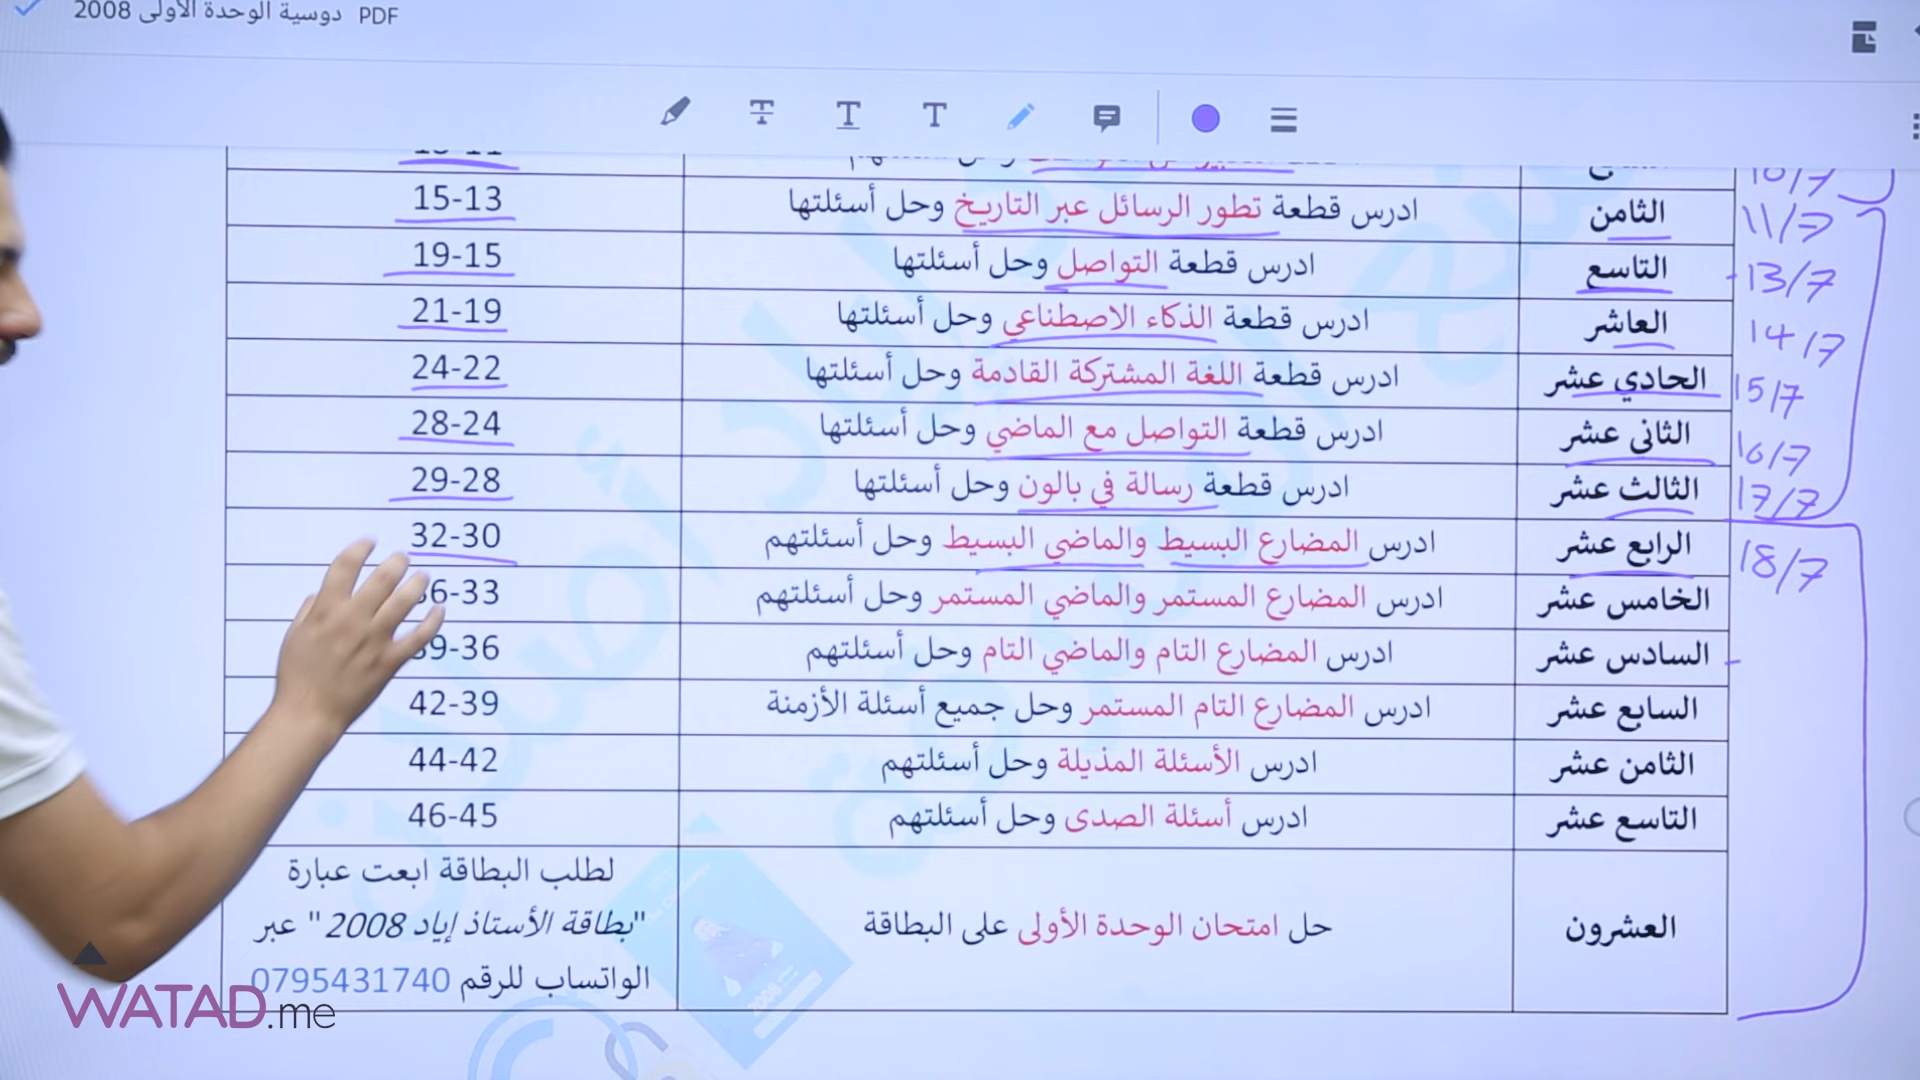 دوسية الوحدة الأولى 2008 PDF
10/7
الثامن ادرس قطعة تطور الرسائل عبر التاريخ وحل أسئلتها 15-13 11/7
التاسع ادرس قطعة التواصل وحل أسئلتها 19-15 13/7
العاشر ادرس قطعة الذكاء الاصطناعي وحل أسئلتها 21-19 14/7
الحادي عشر ادرس قطعة اللغة المشتركة القادمة وحل أسئلتها 24-22 15/7
الثاني عشر ادرس قطعة التواصل مع الماضي وحل أسئلتها 28-24 16/7
الثالث عشر ادرس قطعة رسالة في بالون وحل أسئلتها 29-28 17/7
الرابع عشر ادرس المضارع البسيط والماضي البسيط وحل أسئلتهم 32-30 18/7
الخامس عشر ادرس المضارع المستمر والماضي المستمر وحل أسئلتهم 36-33
السادس عشر ادرس المضارع التام والماضي التام وحل أسئلتهم 39-36
السابع عشر ادرس المضارع التام المستمر وحل جميع أسئلة الأزمنة 42-39
الثامن عشر ادرس الأسئلة المذيلة وحل أسئلتهم 44-42
التاسع عشر ادرس أسئلة الصدى وحل أسئلتهم 46-45
العشرون حل امتحان الوحدة الأولى على البطاقة لطلب البطاقة ابعت عبارة
"بطاقة الأستاذ إياد 2008" عبر
الواتساب للرقم 0795431740
WATAD.me